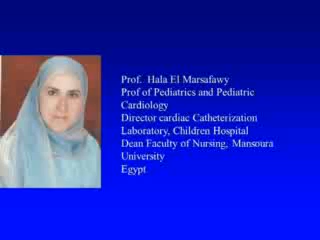 Prof. Hala El Marsafawy
Prof of Pediatrics and Pediatric
Cardiology
Director cardiac Catheterization
Laboratory, Children Hospital
Dean Faculty of Nursing, Mansoura
University
Egypt